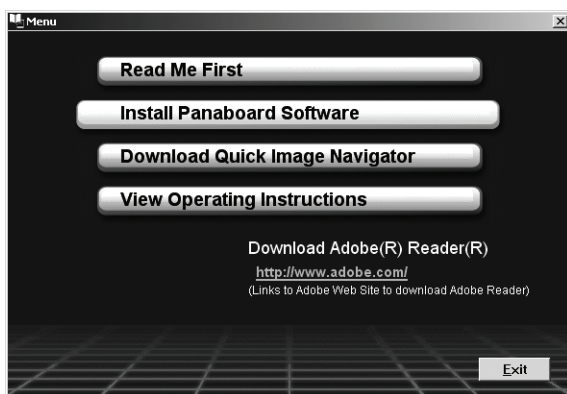 Menu
Read Me First
Install Panaboard Software
Download Quick Image Navigator
View Operating Instructions
Download Adobe(R) Reader(R)
http://www.adobe.com/
(Links to Adobe Web Site to download Adobe Reader)
Exit